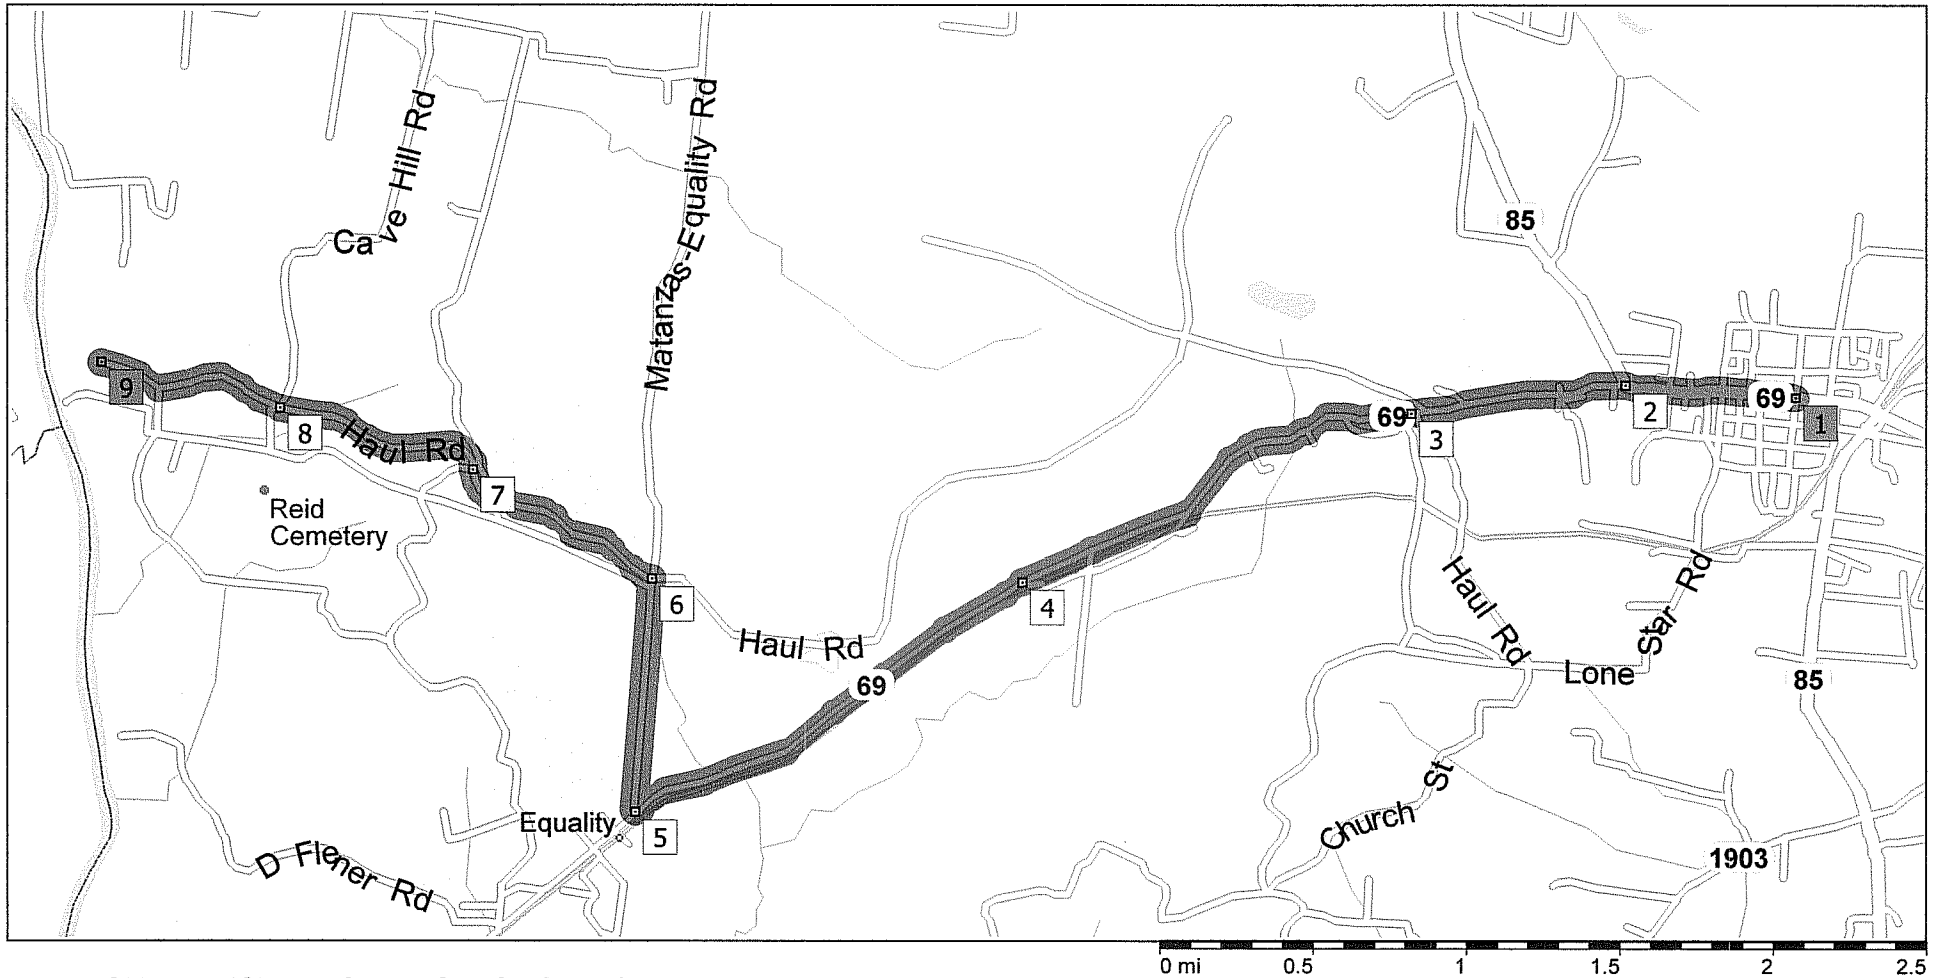 Cave Hill Rd
Matanzas-Equality Rd
85
9
8
Haul Rd
7
Reid
Cemetery
6
Haul Rd
69
4
69
3
2
69
1
Haul Rd
Lone Star Rd
85
Church St
1903
Equality
5
D Flener Rd
0 mi 0.5 1 1.5 2 2.5